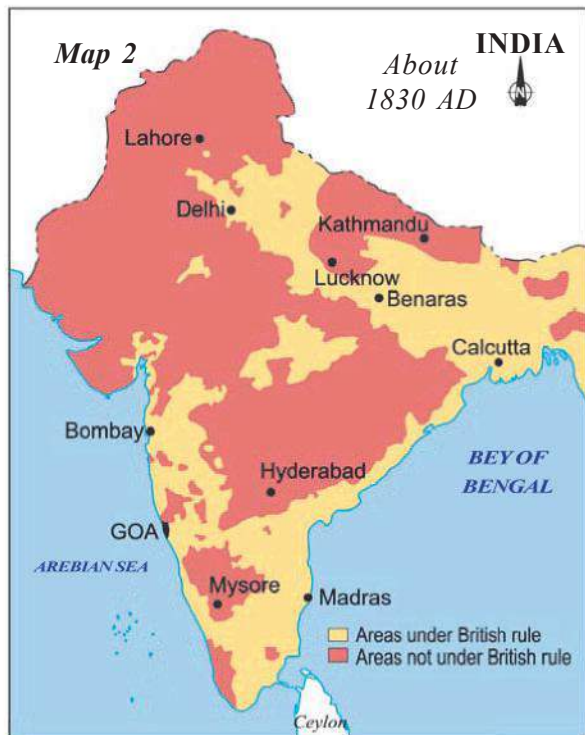 Map 2
About
1830 AD
INDIA
N
Lahore
Delhi
Kathmandu
Lucknow
Benaras
Calcutta
Bombay
Hyderabad
BEY OF
BENGAL
GOA
AREBIAN SEA
Mysore
Madras
Areas under British rule
Areas not under British rule
Ceylon